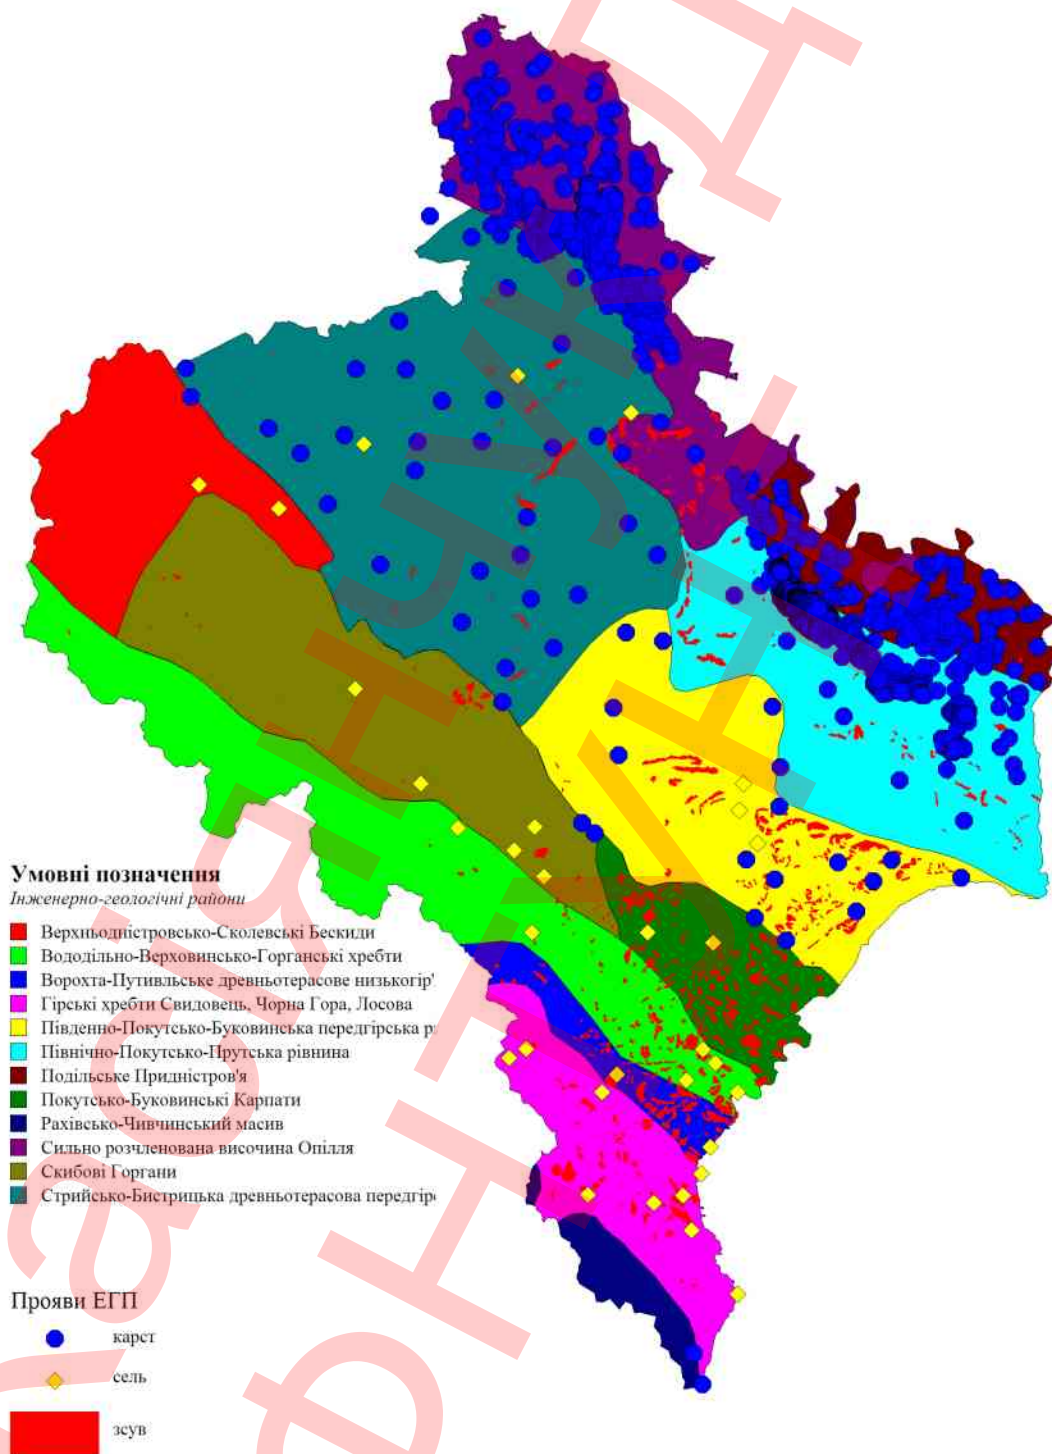 Умовні позначення
Інженерно-геологічні райони
Верхньодністровсько-Сколевські Бескиди
Вододільно-Верховинсько-Горганські хребти
Ворохта-Путивльське древньотерасове низькогір'
Гірські хребти Свидовець, Чорна Гора, Лосова
Південно-Покутсько-Буковинська передгірська р
Північно-Покутсько-Прутська рівнина
Подільське Придністров'я
Покутсько-Буковинські Карпати
Рахівсько-Чивчинський масив
Сильно розчленована височина Опілля
Скибові Горгани
Стрийсько-Бистрицька древньотерасова передгір
Прояви ЕГП
карст
сель
зсув